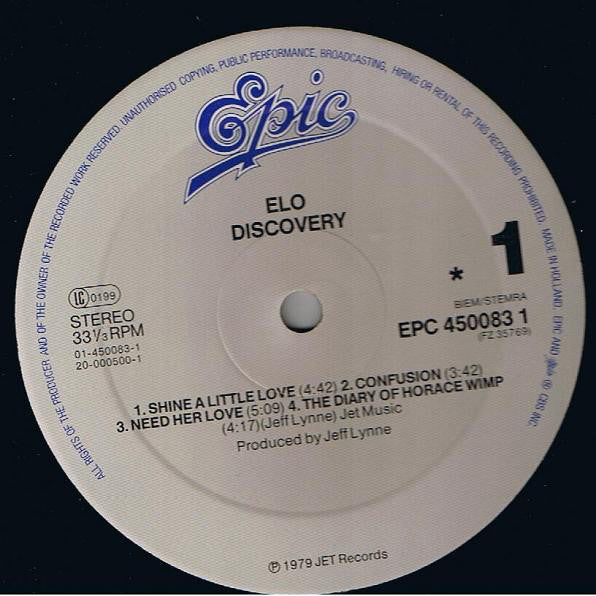 ALL RIGHTS OF THE PRODUCER AND OF THE OWNER OF THE RECORDED WORK RESERVED. UNAUTHORISED COPYING, PUBLIC PERFORMANCE, BROADCASTING, HIRING OR RENTAL OF THIS RECORDING PROHIBITED. MADE IN HOLLAND. EPIC AND ® CBS INC.
Epic
ELO
DISCOVERY
1
*
LC 0199
STEREO
33⅓ RPM
01-450083-1
20-000500-1
BIEM/STEMRA
EPC 450083 1
(FZ 35769)
1. SHINE A LITTLE LOVE (4:42) 2. CONFUSION (3:42)
3. NEED HER LOVE (5:09) 4. THE DIARY OF HORACE WIMP
(4:17)(Jeff Lynne) Jet Music
Produced by Jeff Lynne
℗ 1979 JET Records